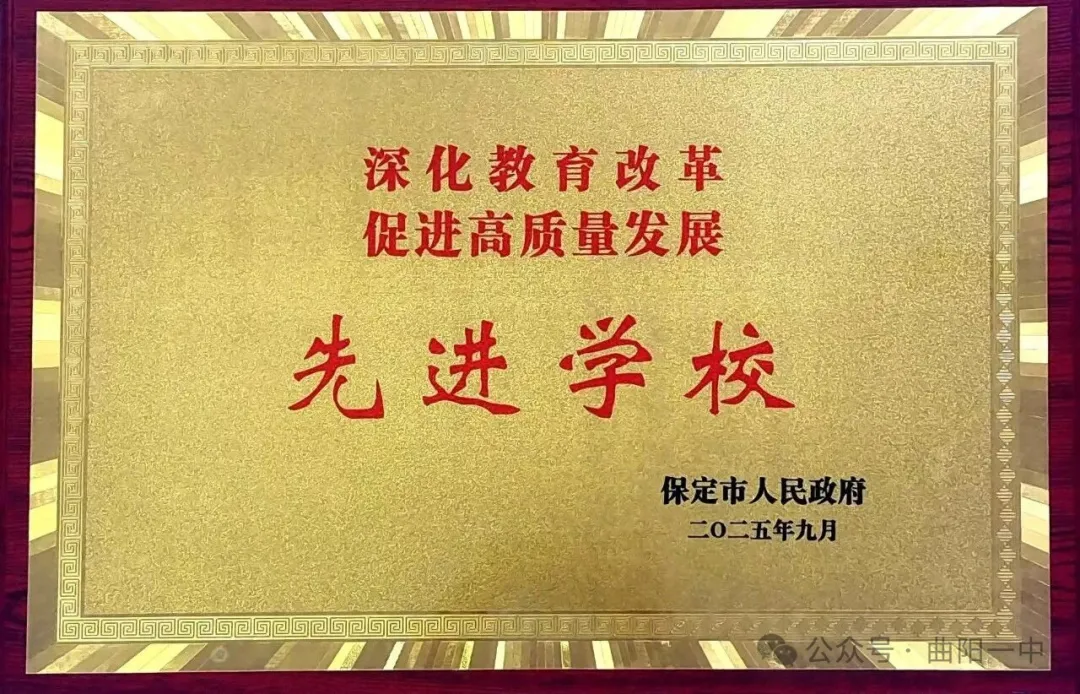 深化教育改革
促进高质量发展
先进学校
保定市人民政府
二〇二五年九月
公众号·曲阳一中